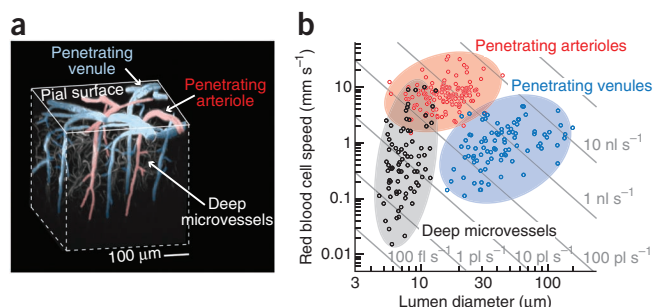 a
Penetrating
venule
Pial surface
Penetrating
arteriole
Deep
microvessels
100 µm
b
Red blood cell speed (mm s⁻¹)
10
1
0.1
0.01
Penetrating arterioles
Penetrating venules
10 nl s⁻¹
1 nl s⁻¹
Deep microvessels
100 fl s⁻¹
1 pl s⁻¹
10 pl s⁻¹
100 pl s⁻¹
3
10
30
100
Lumen diameter (µm)